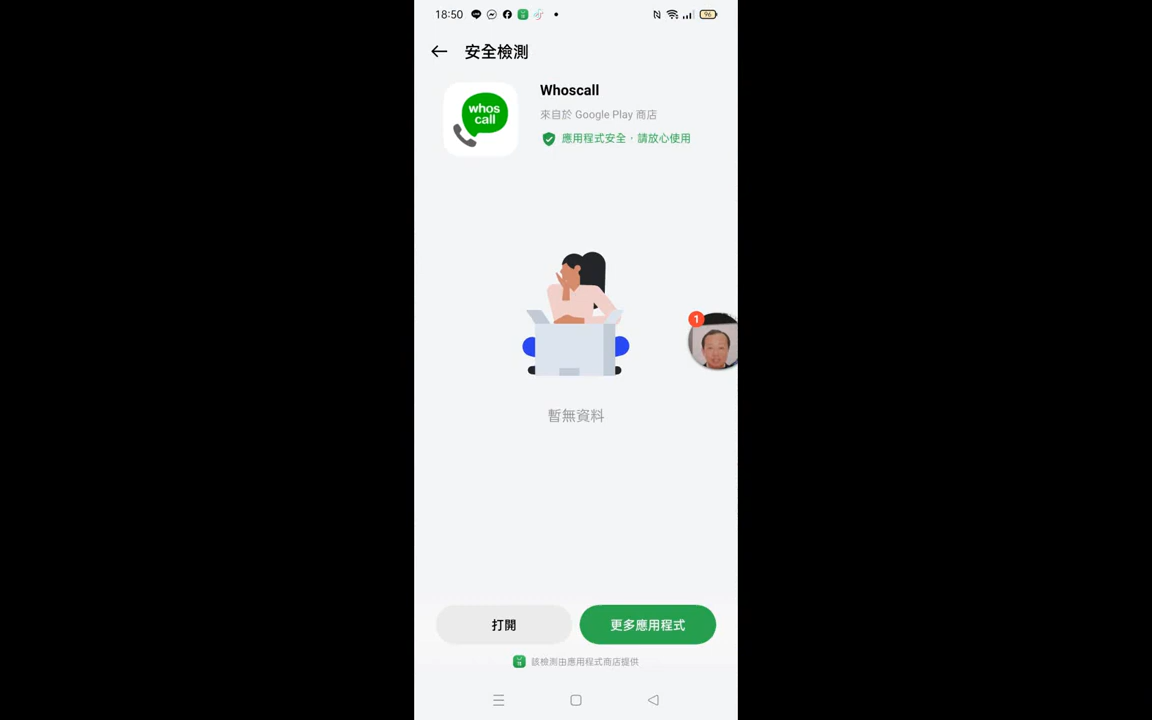 18:50
96
安全檢測
whos
call
Whoscall
來自於 Google Play 商店
應用程式安全，請放心使用
1
暫無資料
打開
更多應用程式
該檢測由應用程式商店提供